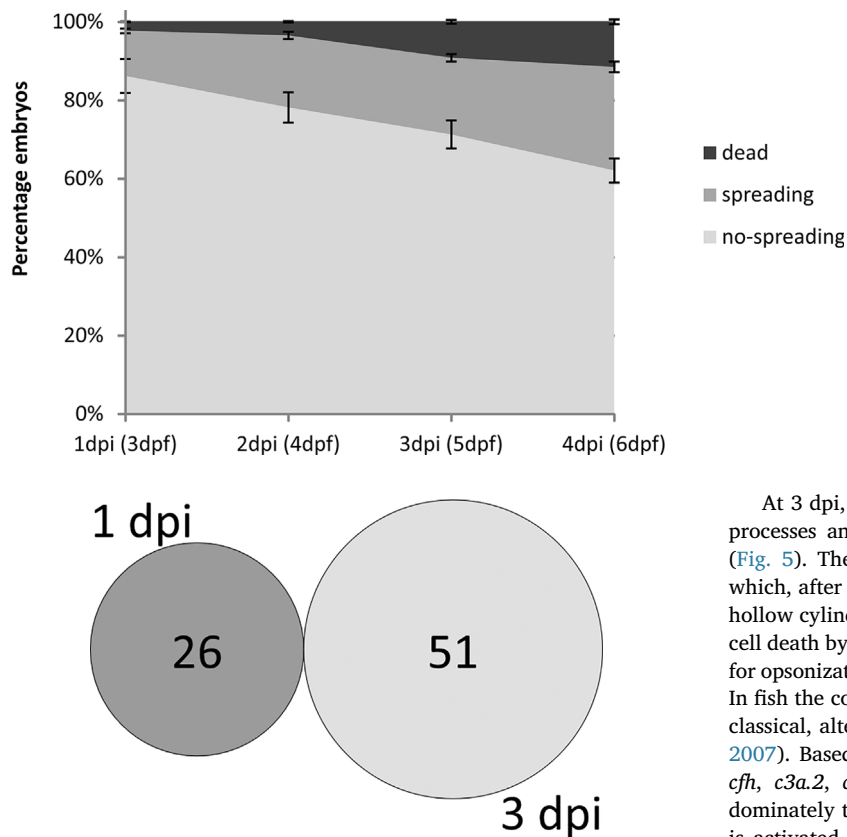 100%
80%
60%
40%
20%
0%
Percentage embryos
1dpi (3dpf) 2dpi (4dpf) 3dpi (5dpf) 4dpi (6dpf)
dead
spreading
no-spreading
1 dpi
26
51
3 dpi
At 3 dpi,
processes an
(Fig. 5). The
which, after
hollow cylin
cell death by
for opsonizat
In fish the co
classical, alte
2007). Based
cfh, c3a.2,
dominately t
is activated